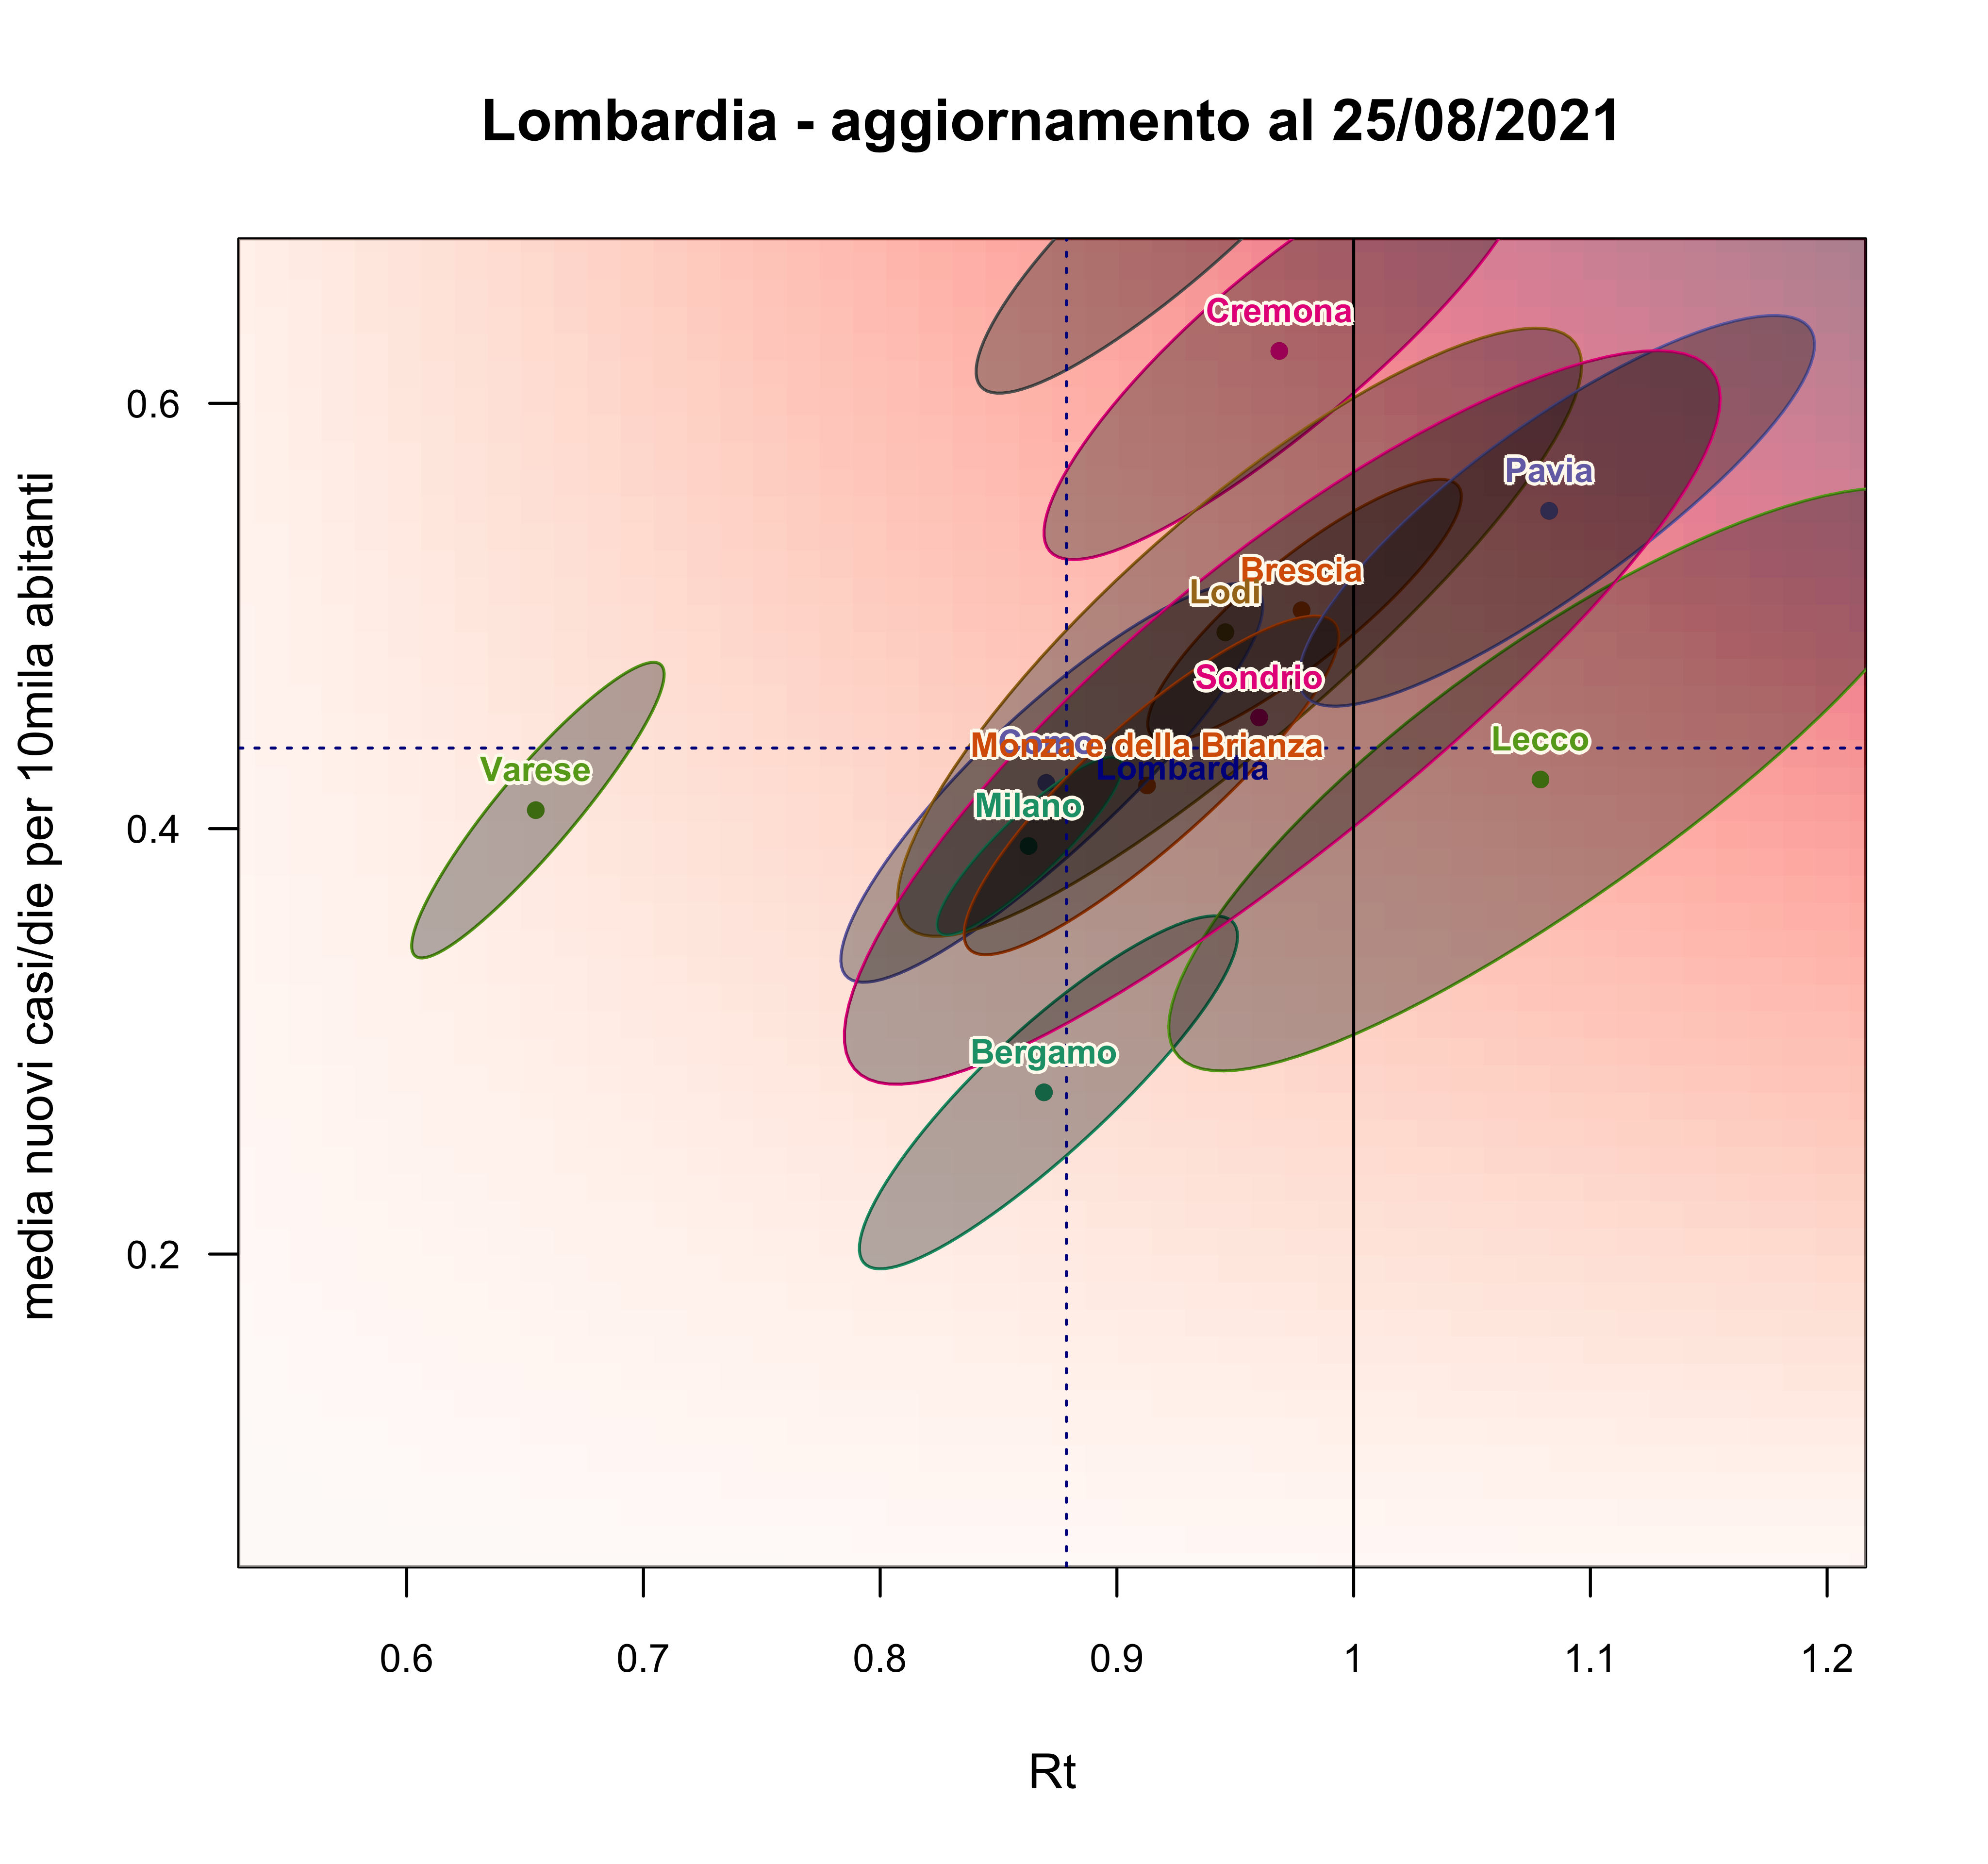 Lombardia - aggiornamento al 25/08/2021
media nuovi casi/die per 10mila abitanti
0.6
0.4
0.2
Cremona
Pavia
Brescia
Lodi
Sondrio
Lecco
Como
Monza e della Brianza
Lombardia
Varese
Milano
Bergamo
0.6 0.7 0.8 0.9 1 1.1 1.2
Rt